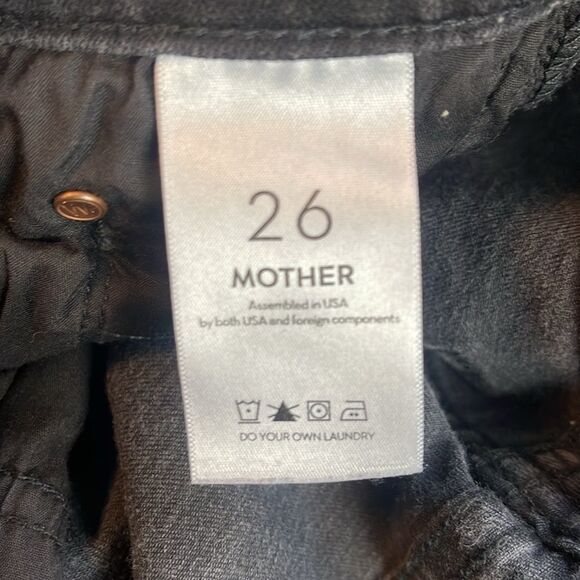 26
MOTHER
Assembled in USA
by both USA and foreign components
DO YOUR OWN LAUNDRY